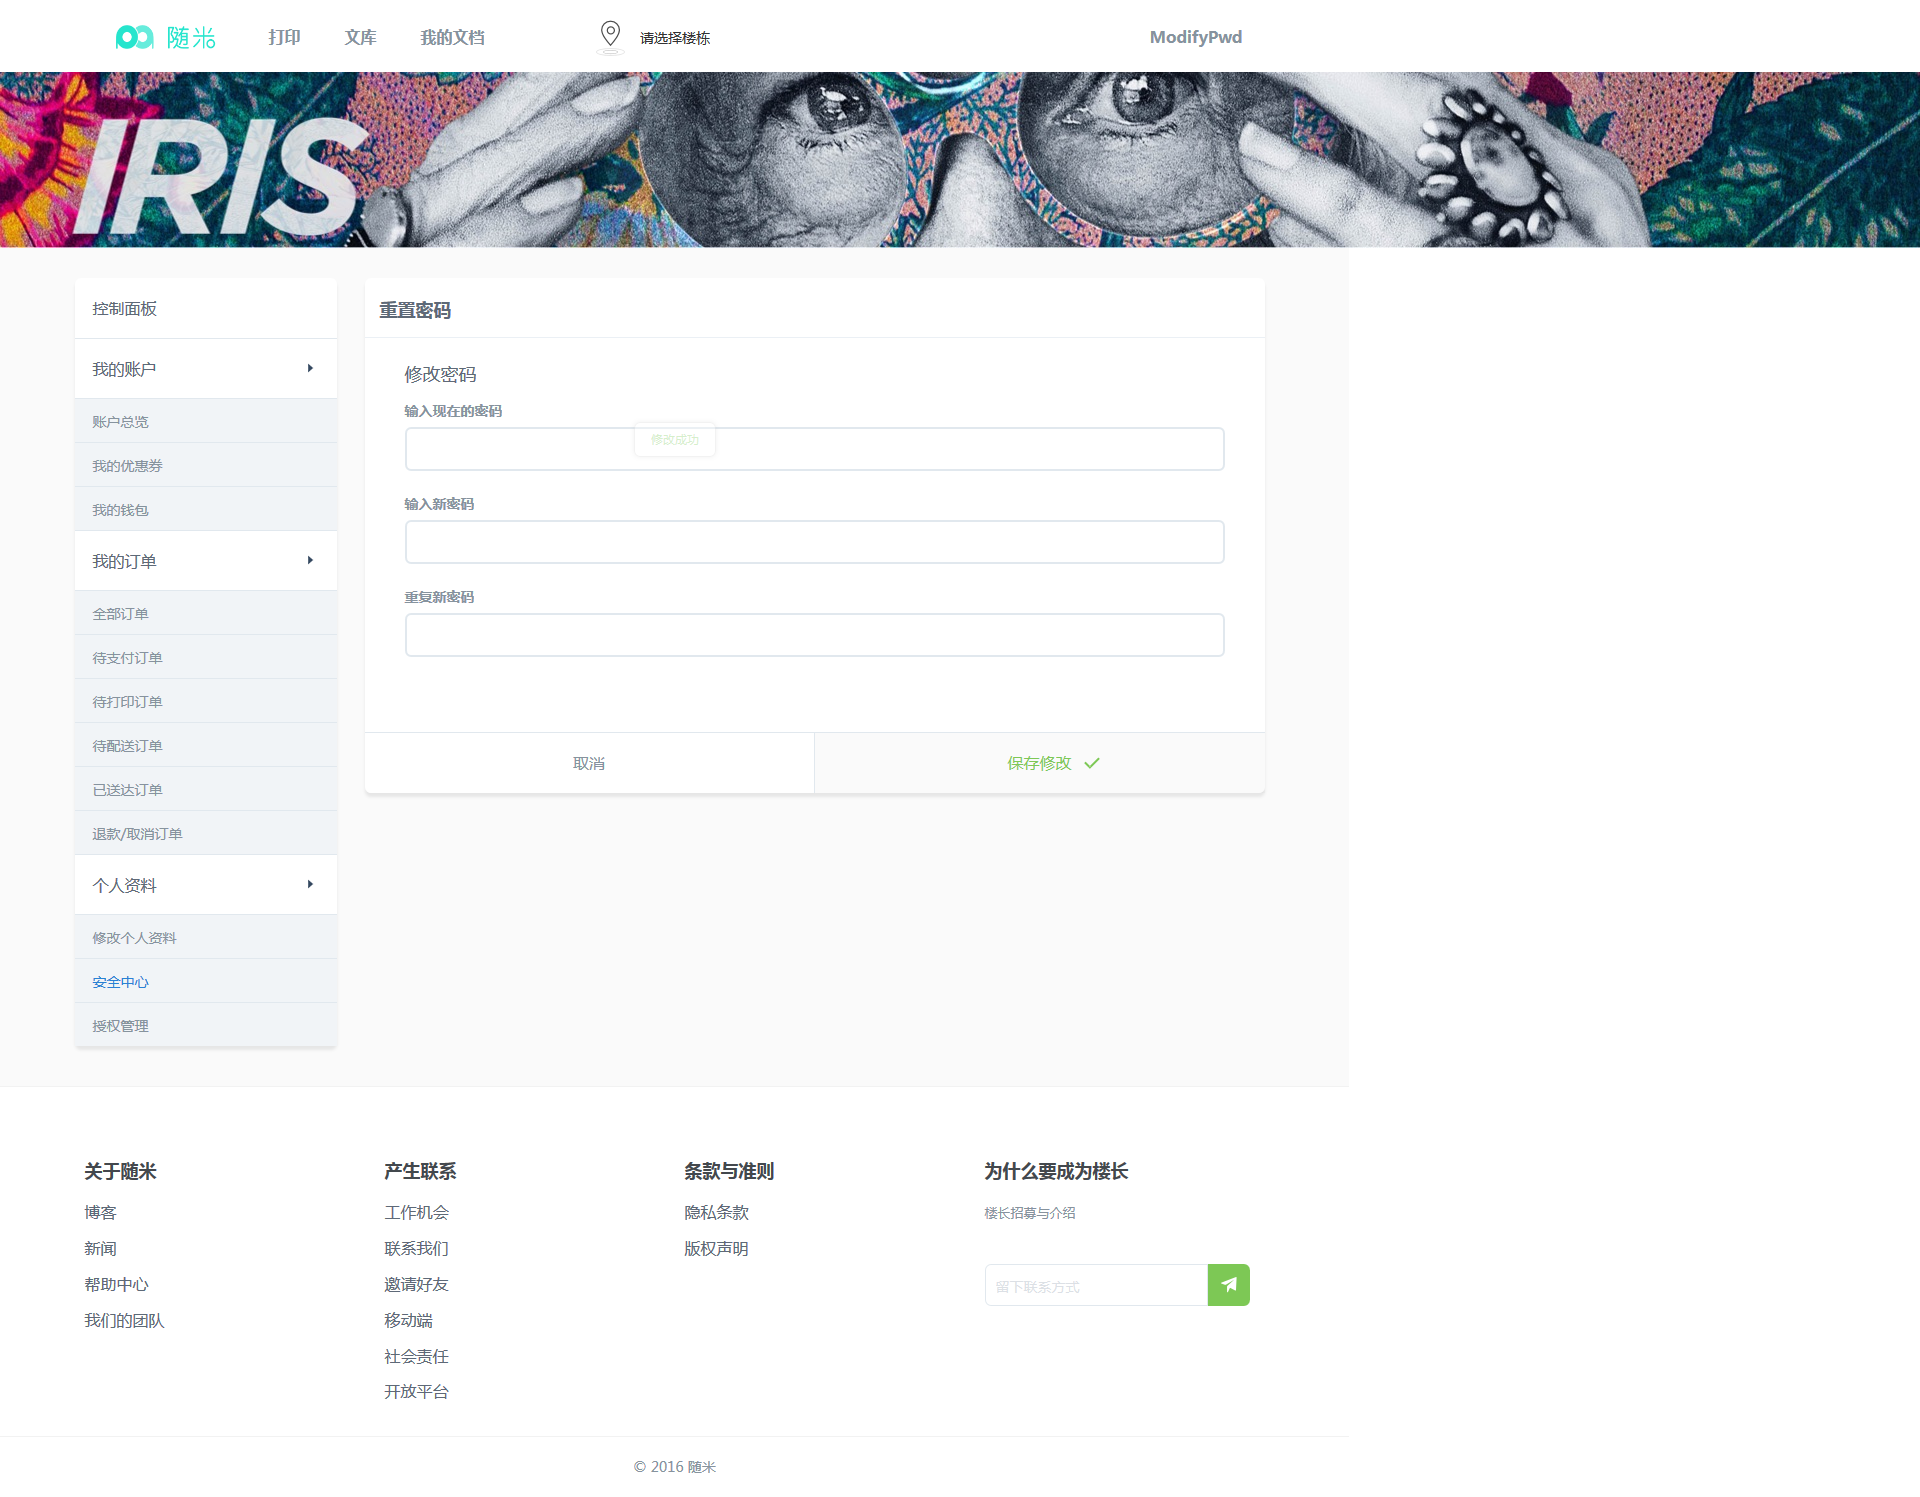 随米
打印
文库
我的文档
请选择楼栋
ModifyPwd
IRIS
控制面板
我的账户
账户总览
我的优惠券
我的钱包
我的订单
全部订单
待支付订单
待打印订单
待配送订单
已送达订单
退款/取消订单
个人资料
修改个人资料
安全中心
授权管理
重置密码
修改密码
输入现在的密码
修改成功
输入新密码
重复新密码
取消
保存修改
关于随米
博客
新闻
帮助中心
我们的团队
产生联系
工作机会
联系我们
邀请好友
移动端
社会责任
开放平台
条款与准则
隐私条款
版权声明
为什么要成为楼长
楼长招募与介绍
留下联系方式
© 2016 随米